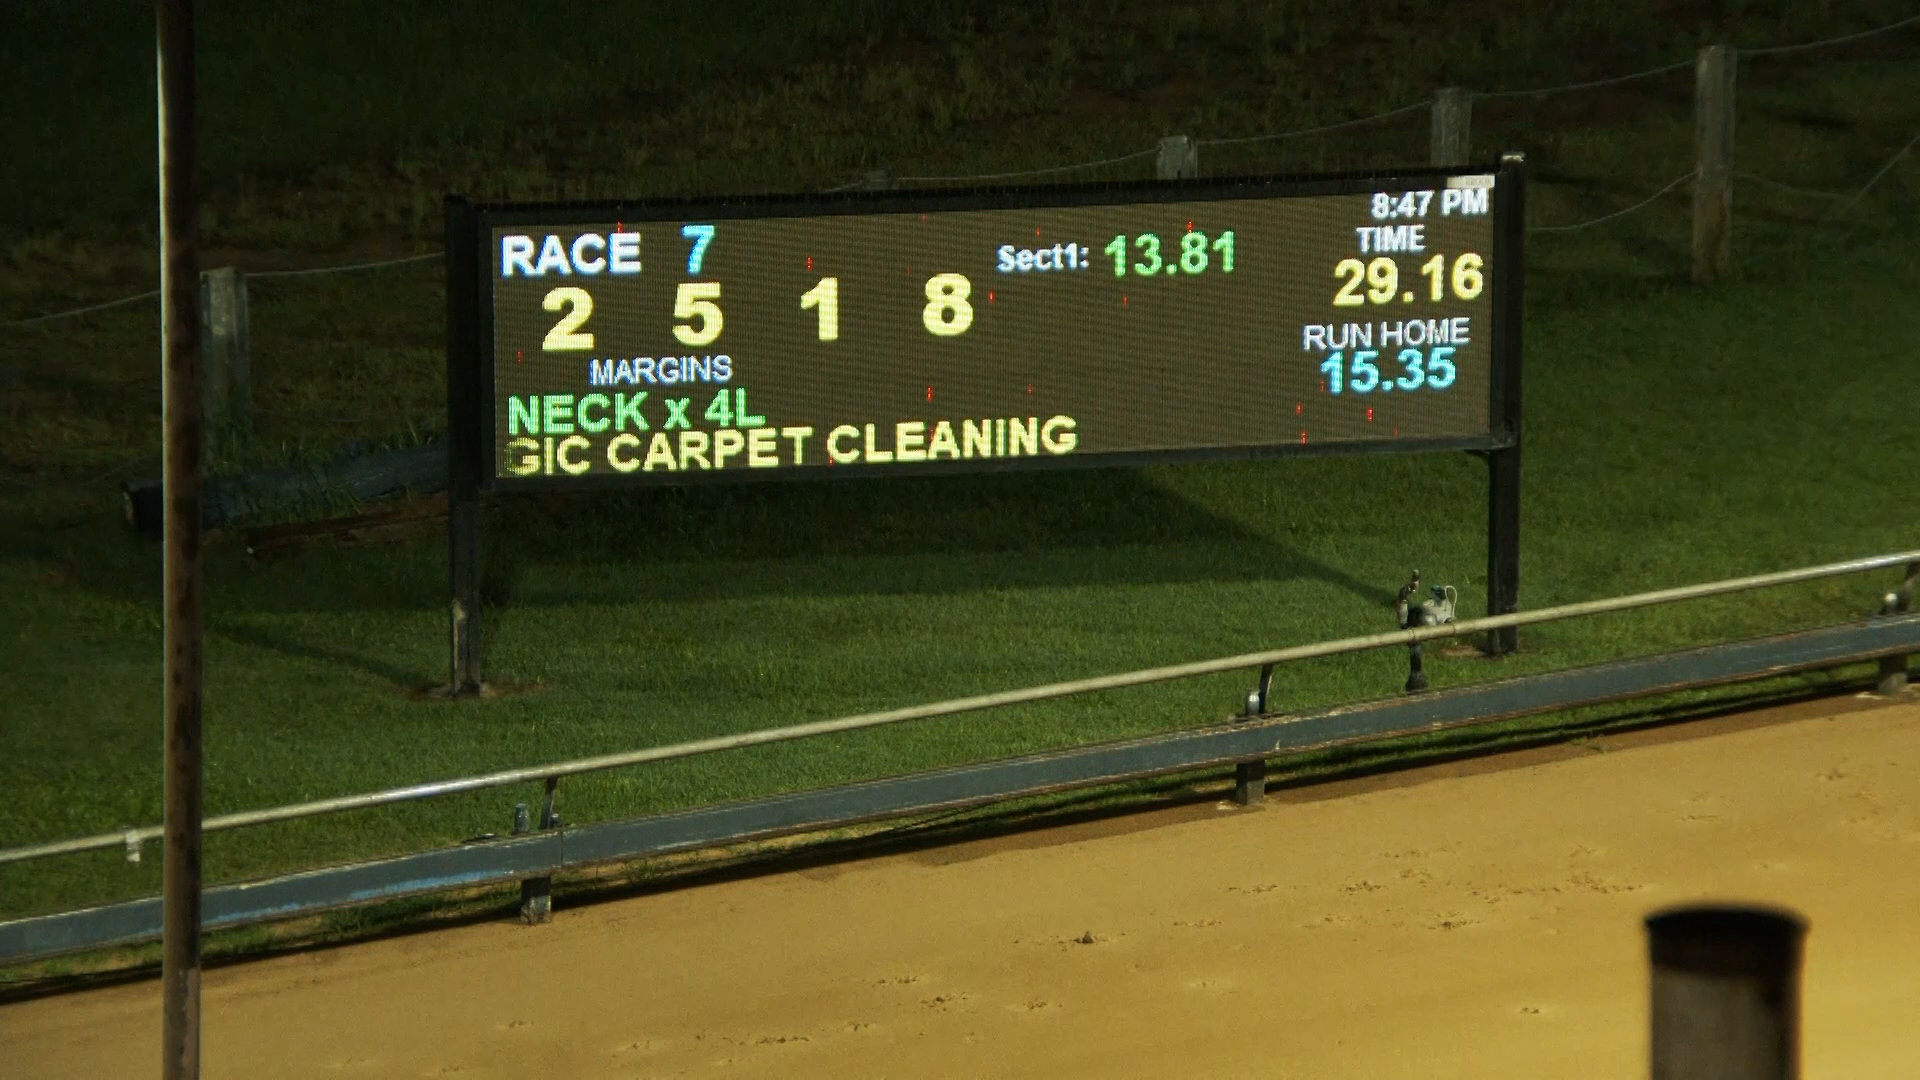 8:47 PM
RACE 7
Sect1: 13.81
TIME
29.16
2 5 1 8
RUN HOME
15.35
MARGINS
NECK x 4L
GIC CARPET CLEANING